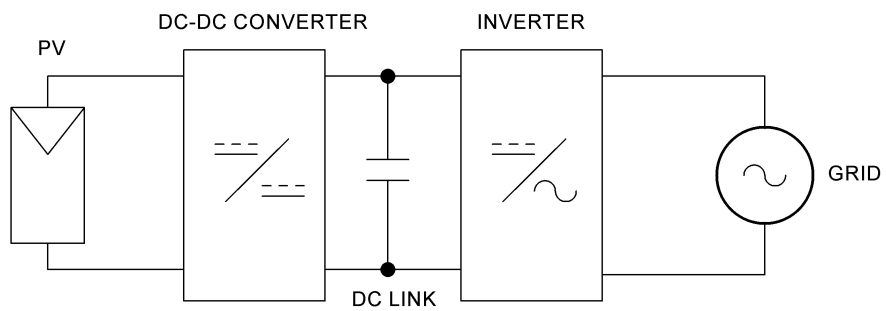 DC-DC CONVERTER
INVERTER
PV
GRID
DC LINK